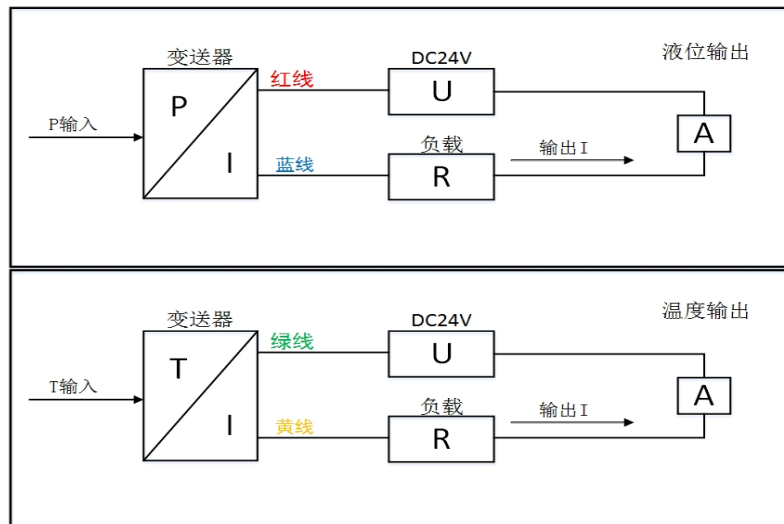 变送器
DC24V
液位输出
红线
P
U
P输入
A
负载
输出I
I
蓝线
R
变送器
DC24V
温度输出
绿线
T
U
T输入
A
负载
输出I
I
黄线
R